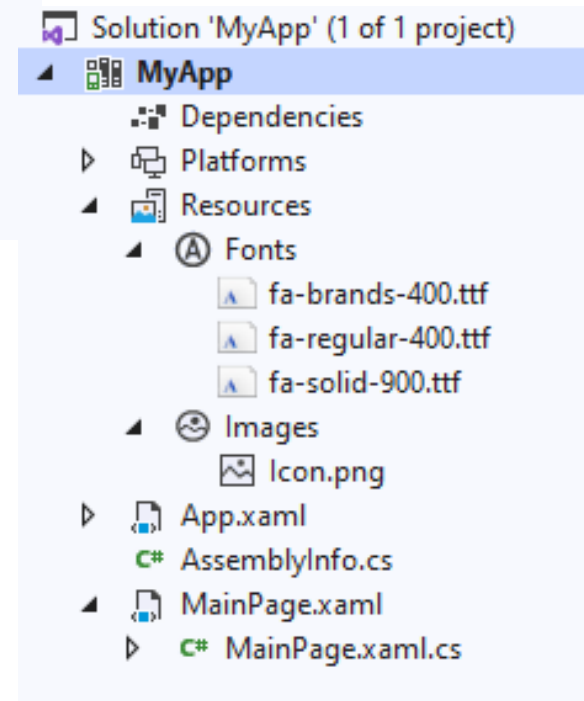 Solution 'MyApp' (1 of 1 project)
MyApp
Dependencies
Platforms
Resources
Fonts
fa-brands-400.ttf
fa-regular-400.ttf
fa-solid-900.ttf
Images
Icon.png
App.xaml
C# AssemblyInfo.cs
MainPage.xaml
C# MainPage.xaml.cs